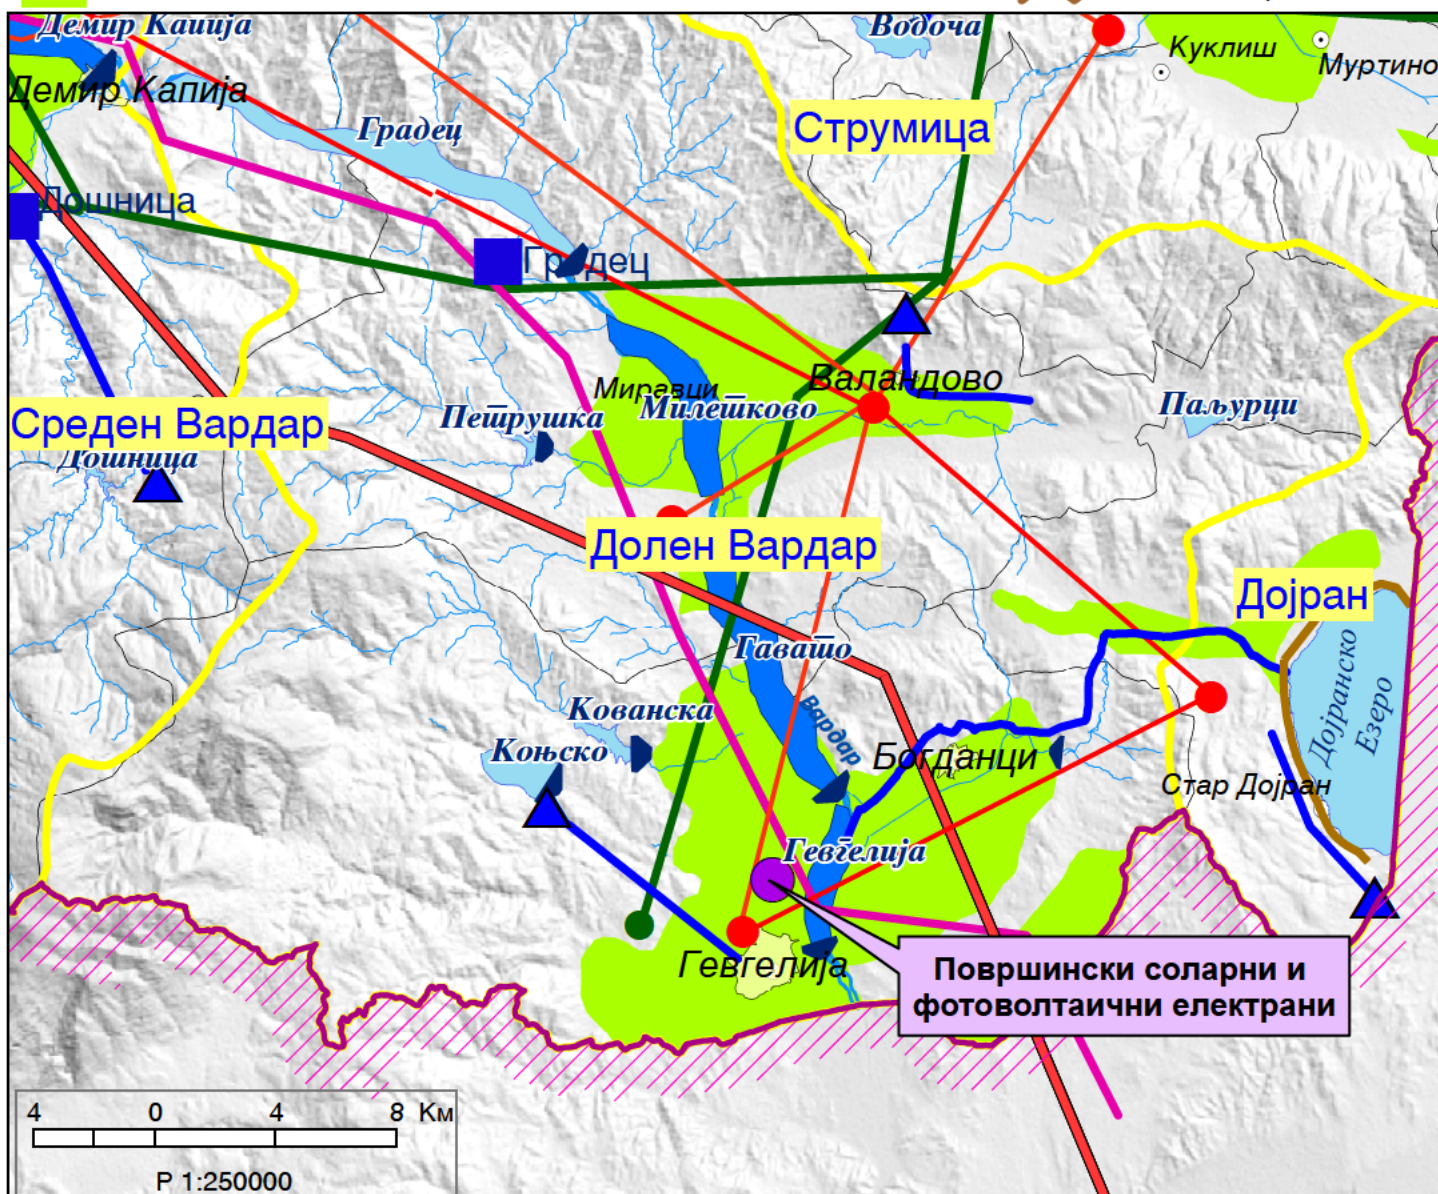 Демир Капија
Водоча
Куклиш
Муртино
Демир Капија
Градец
Струмица
Дошница
Градец
Миравци
Валандово
Милешково
Петрушка
Паљурци
Среден Вардар
Дошница
Долен Вардар
Дојран
Гавато
Дојранско
Езеро
Кованска
Вардар
Коњско
Богданци
Стар Дојран
Гевгелија
Гевгелија
Површински соларни и
фотоволтаични електрани
4 0 4 8 Км
Р 1:250000